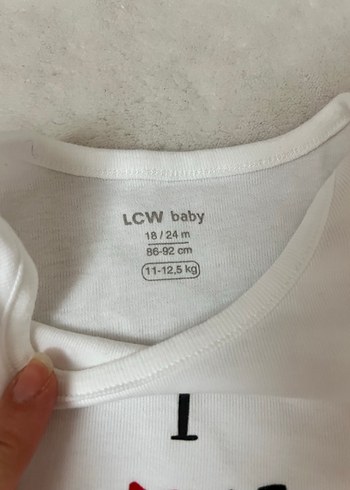 LCW baby
18 / 24 m
86-92 cm
11-12,5 kg
I